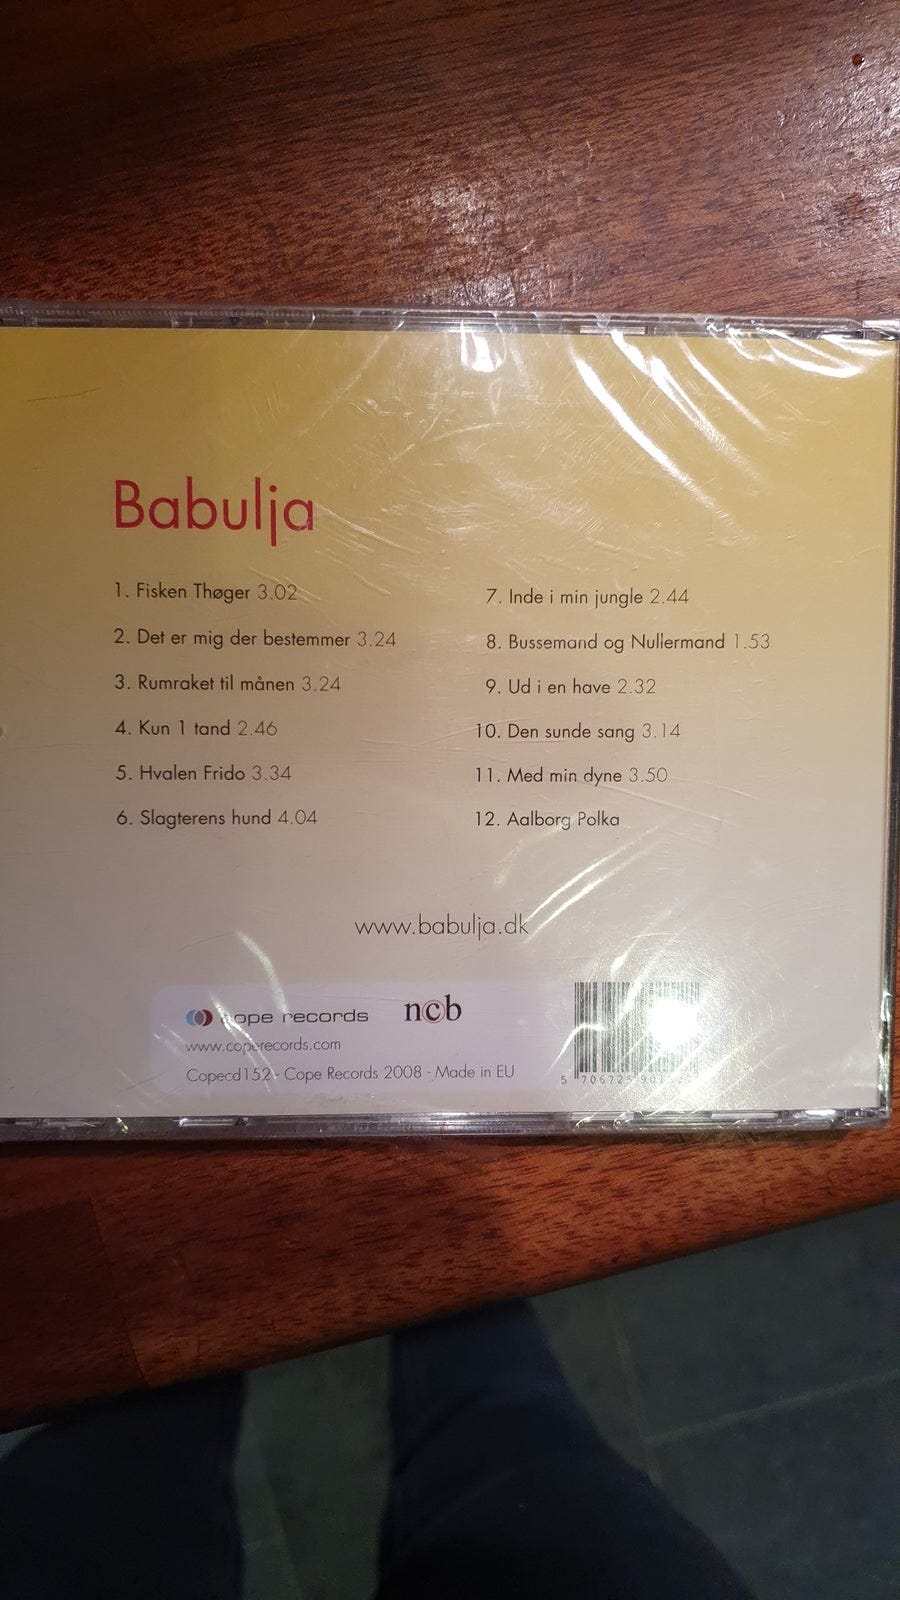 Babulja
1. Fisken Thøger 3.02
2. Det er mig der bestemmer 3.24
3. Rumraket til månen 3.24
4. Kun 1 tand 2.46
5. Hvalen Frido 3.34
6. Slagterens hund 4.04
7. Inde i min jungle 2.44
8. Bussemand og Nullermand 1.53
9. Ud i en have 2.32
10. Den sunde sang 3.14
11. Med min dyne 3.50
12. Aalborg Polka
www.babulja.dk
cope records ncb
www.coperecords.com
Copecd152 - Cope Records 2008 · Made in EU